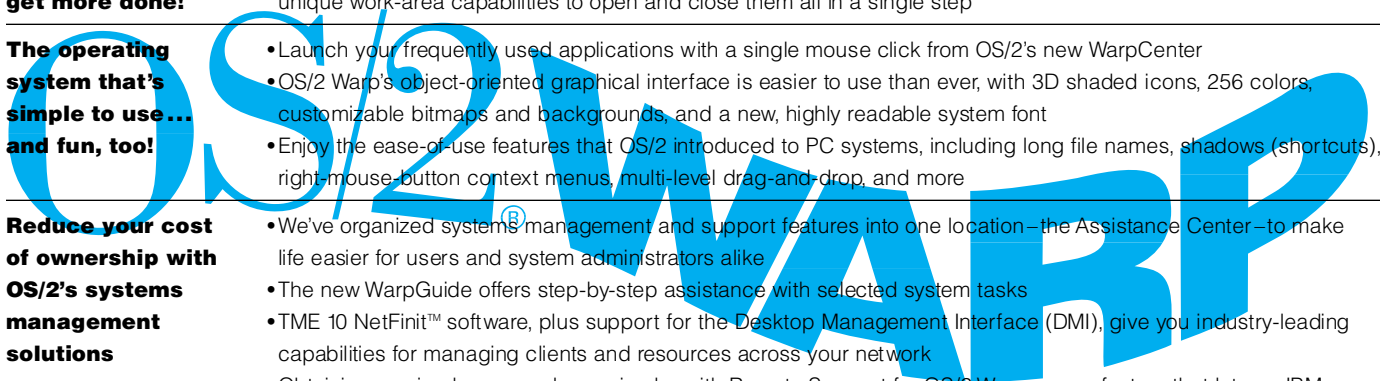 get more done!
unique work-area capabilities to open and close them all in a single step
The operating
system that's
simple to use...
and fun, too!
•Launch your frequently used applications with a single mouse click from OS/2's new WarpCenter
•OS/2 Warp's object-oriented graphical interface is easier to use than ever, with 3D shaded icons, 256 colors,
customizable bitmaps and backgrounds, and a new, highly readable system font
•Enjoy the ease-of-use features that OS/2 introduced to PC systems, including long file names, shadows (shortcuts),
right-mouse-button context menus, multi-level drag-and-drop, and more
Reduce your cost
of ownership with
OS/2's systems
management
solutions
•We've organized systems management and support features into one location–the Assistance Center–to make
life easier for users and system administrators alike
•The new WarpGuide offers step-by-step assistance with selected system tasks
•TME 10 NetFinit™ software, plus support for the Desktop Management Interface (DMI), give you industry-leading
capabilities for managing clients and resources across your network
OS/2® WARP